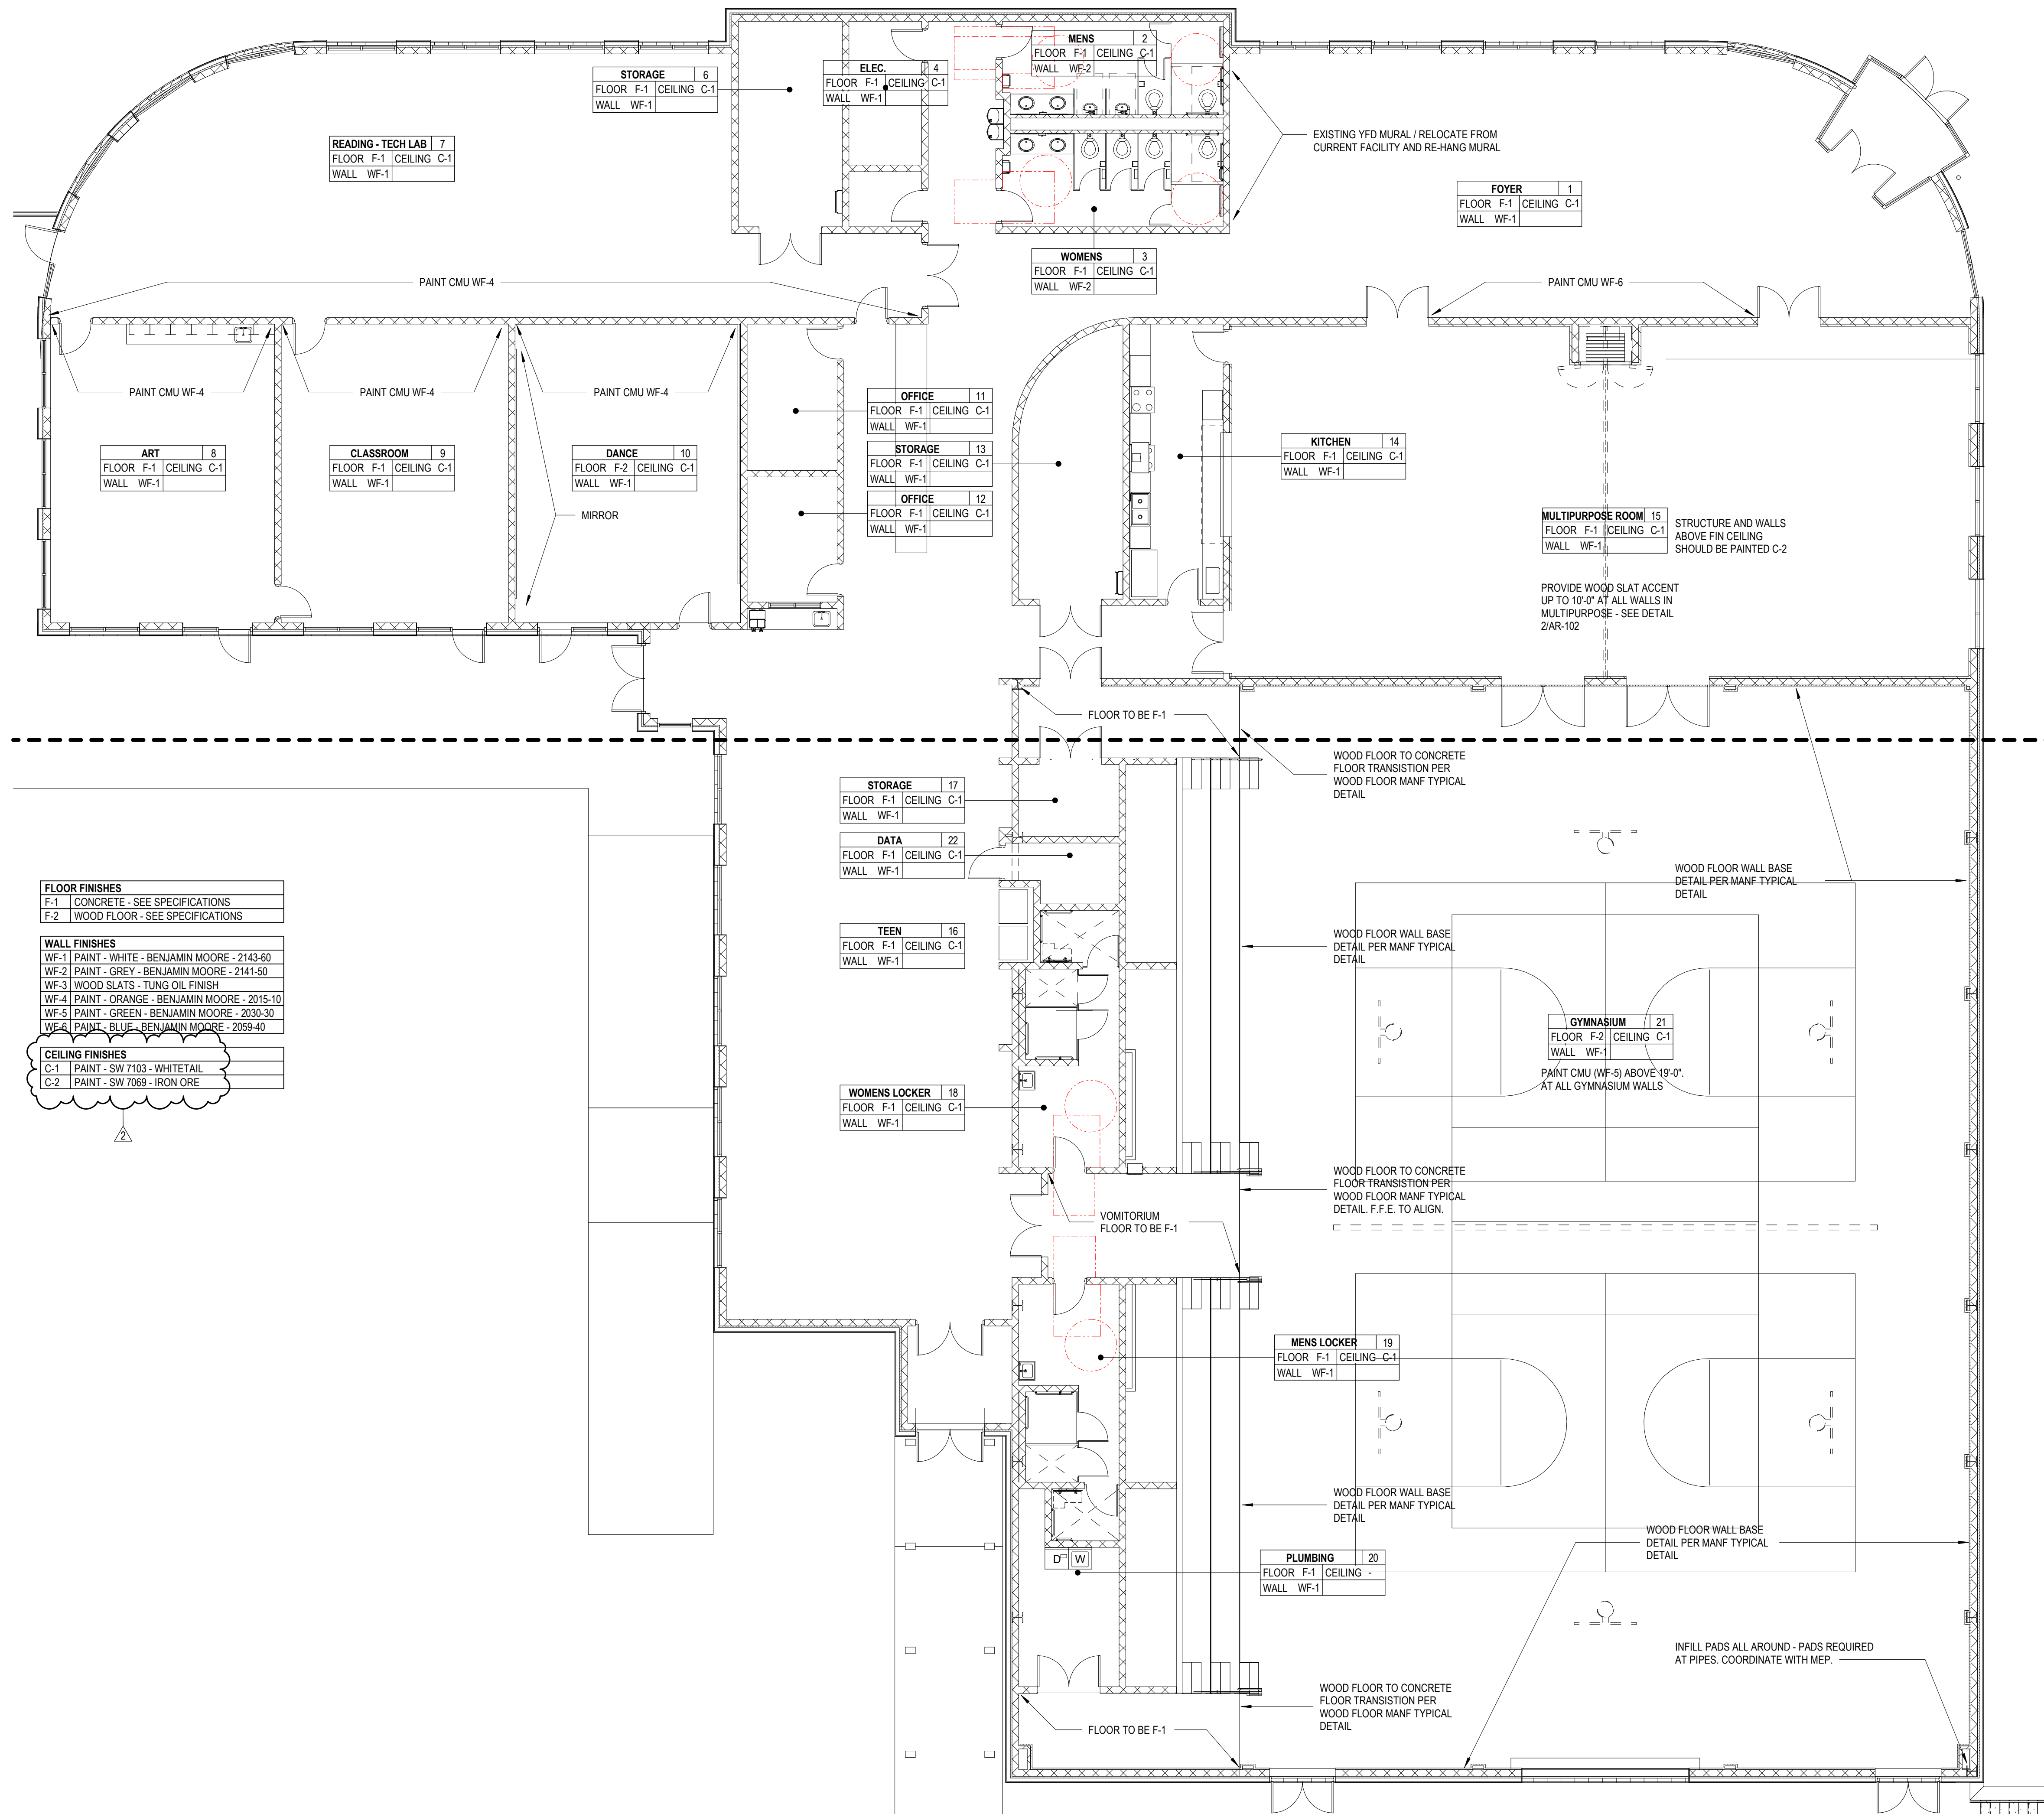 MENS 2
FLOOR F-1 CEILING C-1
WALL WF-2
STORAGE 6
FLOOR F-1 CEILING C-1
WALL WF-1
ELEC. 4
FLOOR F-1 CEILING C-1
WALL WF-1
READING - TECH LAB 7
FLOOR F-1 CEILING C-1
WALL WF-1
EXISTING YFD MURAL / RELOCATE FROM
CURRENT FACILITY AND RE-HANG MURAL
FOYER 1
FLOOR F-1 CEILING C-1
WALL WF-1
WOMENS 3
FLOOR F-1 CEILING C-1
WALL WF-2
PAINT CMU WF-4
PAINT CMU WF-6
PAINT CMU WF-4
PAINT CMU WF-4
PAINT CMU WF-4
OFFICE 11
FLOOR F-1 CEILING C-1
WALL WF-1
STORAGE 13
FLOOR F-1 CEILING C-1
WALL WF-1
OFFICE 12
FLOOR F-1 CEILING C-1
WALL WF-1
ART 8
FLOOR F-1 CEILING C-1
WALL WF-1
CLASSROOM 9
FLOOR F-1 CEILING C-1
WALL WF-1
DANCE 10
FLOOR F-2 CEILING C-1
WALL WF-1
MIRROR
KITCHEN 14
FLOOR F-1 CEILING C-1
WALL WF-1
MULTIPURPOSE ROOM 15
FLOOR F-1 CEILING C-1
WALL WF-1
STRUCTURE AND WALLS
ABOVE FIN CEILING
SHOULD BE PAINTED C-2
PROVIDE WOOD SLAT ACCENT
UP TO 10'-0" AT ALL WALLS IN
MULTIPURPOSE - SEE DETAIL
2/AR-102
FLOOR TO BE F-1
WOOD FLOOR TO CONCRETE
FLOOR TRANSISTION PER
WOOD FLOOR MANF TYPICAL
DETAIL
STORAGE 17
FLOOR F-1 CEILING C-1
WALL WF-1
DATA 22
FLOOR F-1 CEILING C-1
WALL WF-1
TEEN 16
FLOOR F-1 CEILING C-1
WALL WF-1
WOOD FLOOR WALL BASE
DETAIL PER MANF TYPICAL
DETAIL
WOOD FLOOR WALL BASE
DETAIL PER MANF TYPICAL
DETAIL
FLOOR FINISHES
F-1 CONCRETE - SEE SPECIFICATIONS
F-2 WOOD FLOOR - SEE SPECIFICATIONS
WALL FINISHES
WF-1 PAINT - WHITE - BENJAMIN MOORE - 2143-60
WF-2 PAINT - GREY - BENJAMIN MOORE - 2141-50
WF-3 WOOD SLATS - TUNG OIL FINISH
WF-4 PAINT - ORANGE - BENJAMIN MOORE - 2015-10
WF-5 PAINT - GREEN - BENJAMIN MOORE - 2030-30
WF-6 PAINT - BLUE - BENJAMIN MOORE - 2059-40
CEILING FINISHES
C-1 PAINT - SW 7103 - WHITETAIL
C-2 PAINT - SW 7069 - IRON ORE
2
GYMNASIUM 21
FLOOR F-2 CEILING C-1
WALL WF-1
PAINT CMU (WF-5) ABOVE 19'-0".
AT ALL GYMNASIUM WALLS
WOMENS LOCKER 18
FLOOR F-1 CEILING C-1
WALL WF-1
WOOD FLOOR TO CONCRETE
FLOOR TRANSISTION PER
WOOD FLOOR MANF TYPICAL
DETAIL. F.F.E. TO ALIGN.
VOMITORIUM
FLOOR TO BE F-1
MENS LOCKER 19
FLOOR F-1 CEILING C-1
WALL WF-1
WOOD FLOOR WALL BASE
DETAIL PER MANF TYPICAL
DETAIL
WOOD FLOOR WALL BASE
DETAIL PER MANF TYPICAL
DETAIL
D W
PLUMBING 20
FLOOR F-1 CEILING -
WALL WF-1
INFILL PADS ALL AROUND - PADS REQUIRED
AT PIPES. COORDINATE WITH MEP.
WOOD FLOOR TO CONCRETE
FLOOR TRANSISTION PER
WOOD FLOOR MANF TYPICAL
DETAIL
FLOOR TO BE F-1